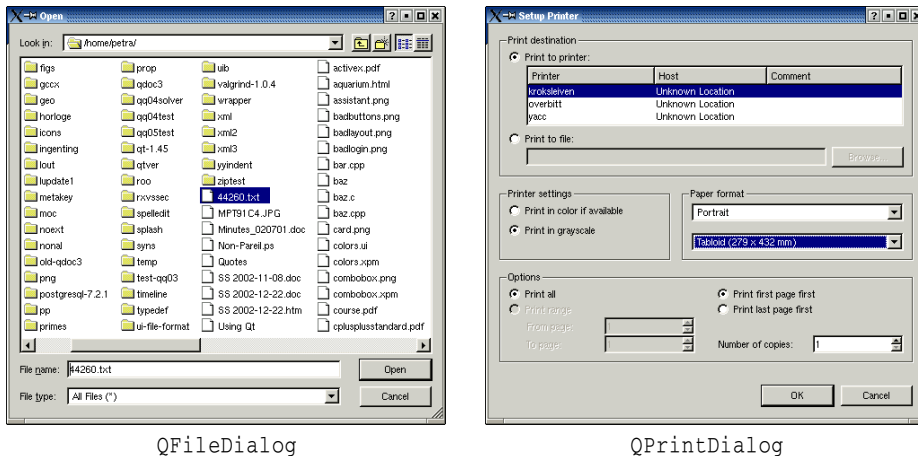 Open
Look in: /home/petra/
figs
gccx
geo
horloge
icons
ingenting
lout
lupdate1
metakey
moc
noext
nonal
old-qdoc3
png
postgresql-7.2.1
pp
primes
prop
qdoc3
qq04solver
qq04test
qq05test
qt-1.45
qtver
roo
rxvssec
spelledit
splash
syns
temp
test-qq03
timeline
typedef
ui-file-format
uib
valgrind-1.0.4
wrapper
xml
xml2
xml3
yyindent
ziptest
44260.txt
MPT91C4.JPG
Minutes_020701.doc
Non-Pareil.ps
Quotes
SS 2002-11-08.doc
SS 2002-12-22.doc
SS 2002-12-22.htm
Using Qt
activex.pdf
aquarium.html
assistant.png
badbuttons.png
badlayout.png
badlogin.png
bar.cpp
baz
baz.c
baz.cpp
card.png
colors.ui
colors.xpm
combobox.png
combobox.xpm
course.pdf
cplusplusstandard.pdf
File name: 44260.txt Open
File type: All Files (*) Cancel
QFileDialog
Setup Printer
Print destination
Print to printer:
Printer Host Comment
kroksleiven Unknown Location
overbitt Unknown Location
yacc Unknown Location
Print to file:
Browse...
Printer settings
Print in color if available
Print in grayscale
Paper format
Portrait
Tabloid (279 x 432 mm)
Options
Print all
Print range
From page: 1
To page: 1
Print first page first
Print last page first
Number of copies: 1
OK Cancel
QPrintDialog